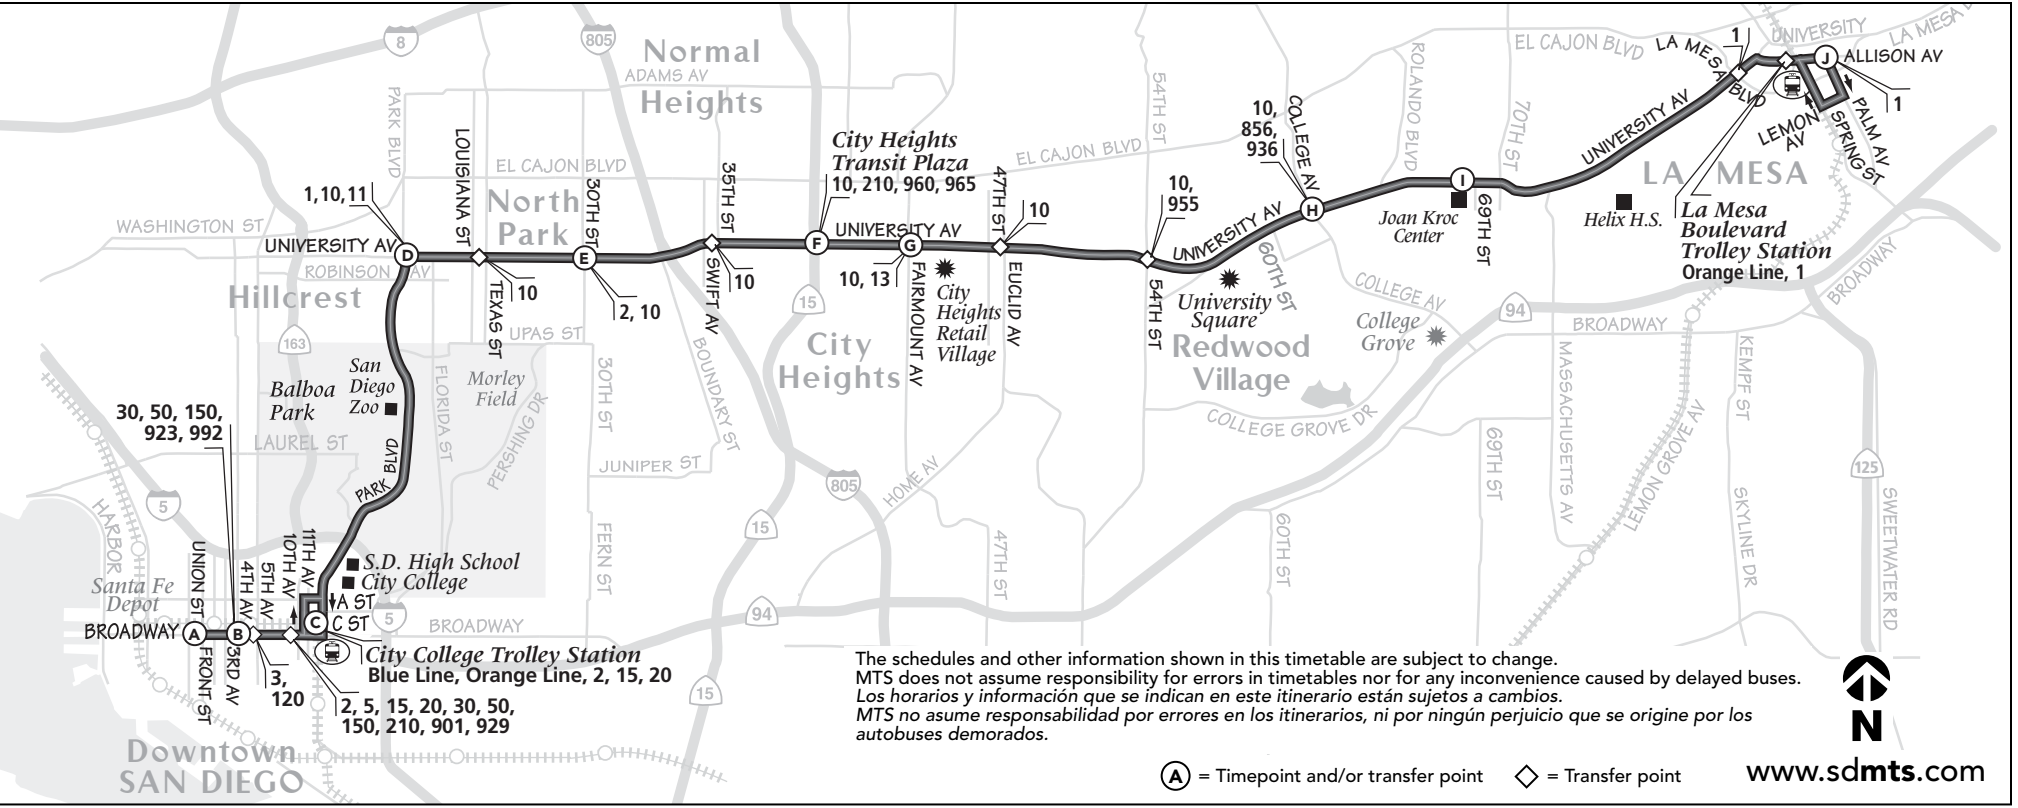 8
805
Normal
Heights
ADAMS AV
PARK BLVD
LOUISIANA ST
EL CAJON BLVD
North
Park
30TH ST
35TH ST
City Heights
Transit Plaza
10, 210, 960, 965
47TH ST
EL CAJON BLVD
54TH ST
10,
856,
936
COLLEGE AV
ROLANDO BLVD
70TH ST
EL CAJON BLVD
LA MESA
BLVD
1
UNIVERSITY
LA MESA
J
ALLISON AV
1
PALM AV
SPRING ST
LEMON
AV
UNIVERSITY AV
LA MESA
WASHINGTON ST
1, 10, 11
UNIVERSITY AV
D
ROBINSON AV
Hillcrest
TEXAS ST
10
E
2, 10
UPAS ST
SWIFT AV
10
F
UNIVERSITY AV
G
10, 13
FAIRMOUNT AV
City
Heights
Retail
Village
10
EUCLID AV
10,
955
54TH ST
UNIVERSITY AV
H
60TH ST
University
Square
Redwood
Village
I
Joan Kroc
Center
69TH ST
Helix H.S.
La Mesa
Boulevard
Trolley Station
Orange Line, 1
BROADWAY
15
City
Heights
COLLEGE AV
College
Grove
94
BROADWAY
163
San
Diego
Zoo
Balboa
Park
FLORIDA ST
Morley
Field
PERSHING DR
30TH ST
BOUNDARY ST
COLLEGE GROVE DR
MASSACHUSETTS AV
KEMPF ST
30, 50, 150,
923, 992
LAUREL ST
PARK BLVD
JUNIPER ST
805
HOME AV
69TH ST
LEMON GROVE AV
125
5
HARBOR
15
FERN ST
47TH ST
60TH ST
SKYLINE DR
SWEETWATER RD
UNION ST
4TH AV
5TH AV
10TH AV
11TH AV
S.D. High School
City College
Santa Fe
Depot
A ST
C ST
5
94
BROADWAY
A
B
C
BROADWAY
FRONT ST
3RD AV
3,
120
City College Trolley Station
Blue Line, Orange Line, 2, 15, 20
2, 5, 15, 20, 30, 50,
150, 210, 901, 929
15
Downtown
SAN DIEGO
The schedules and other information shown in this timetable are subject to change.
MTS does not assume responsibility for errors in timetables nor for any inconvenience caused by delayed buses.
Los horarios y información que se indican en este itinerario están sujetos a cambios.
MTS no asume responsabilidad por errores en los itinerarios, ni por ningún perjuicio que se origine por los
autobuses demorados.
N
A = Timepoint and/or transfer point
= Transfer point
www.sdmts.com